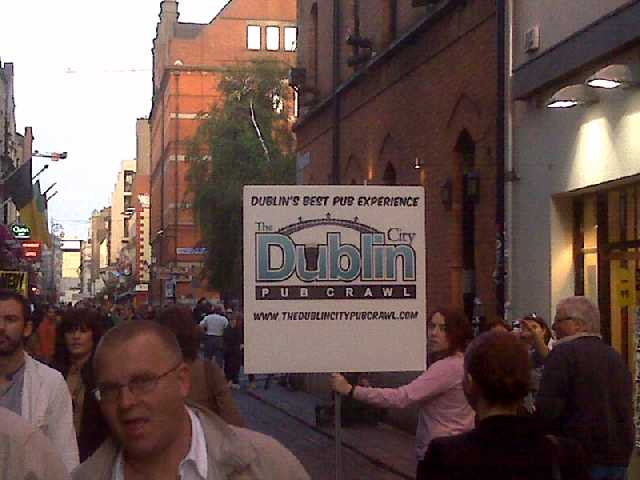 DUBLIN'S BEST PUB EXPERIENCE
The
City
Dublin
PUB CRAWL
WWW.THEDUBLINCITYPUBCRAWL.COM